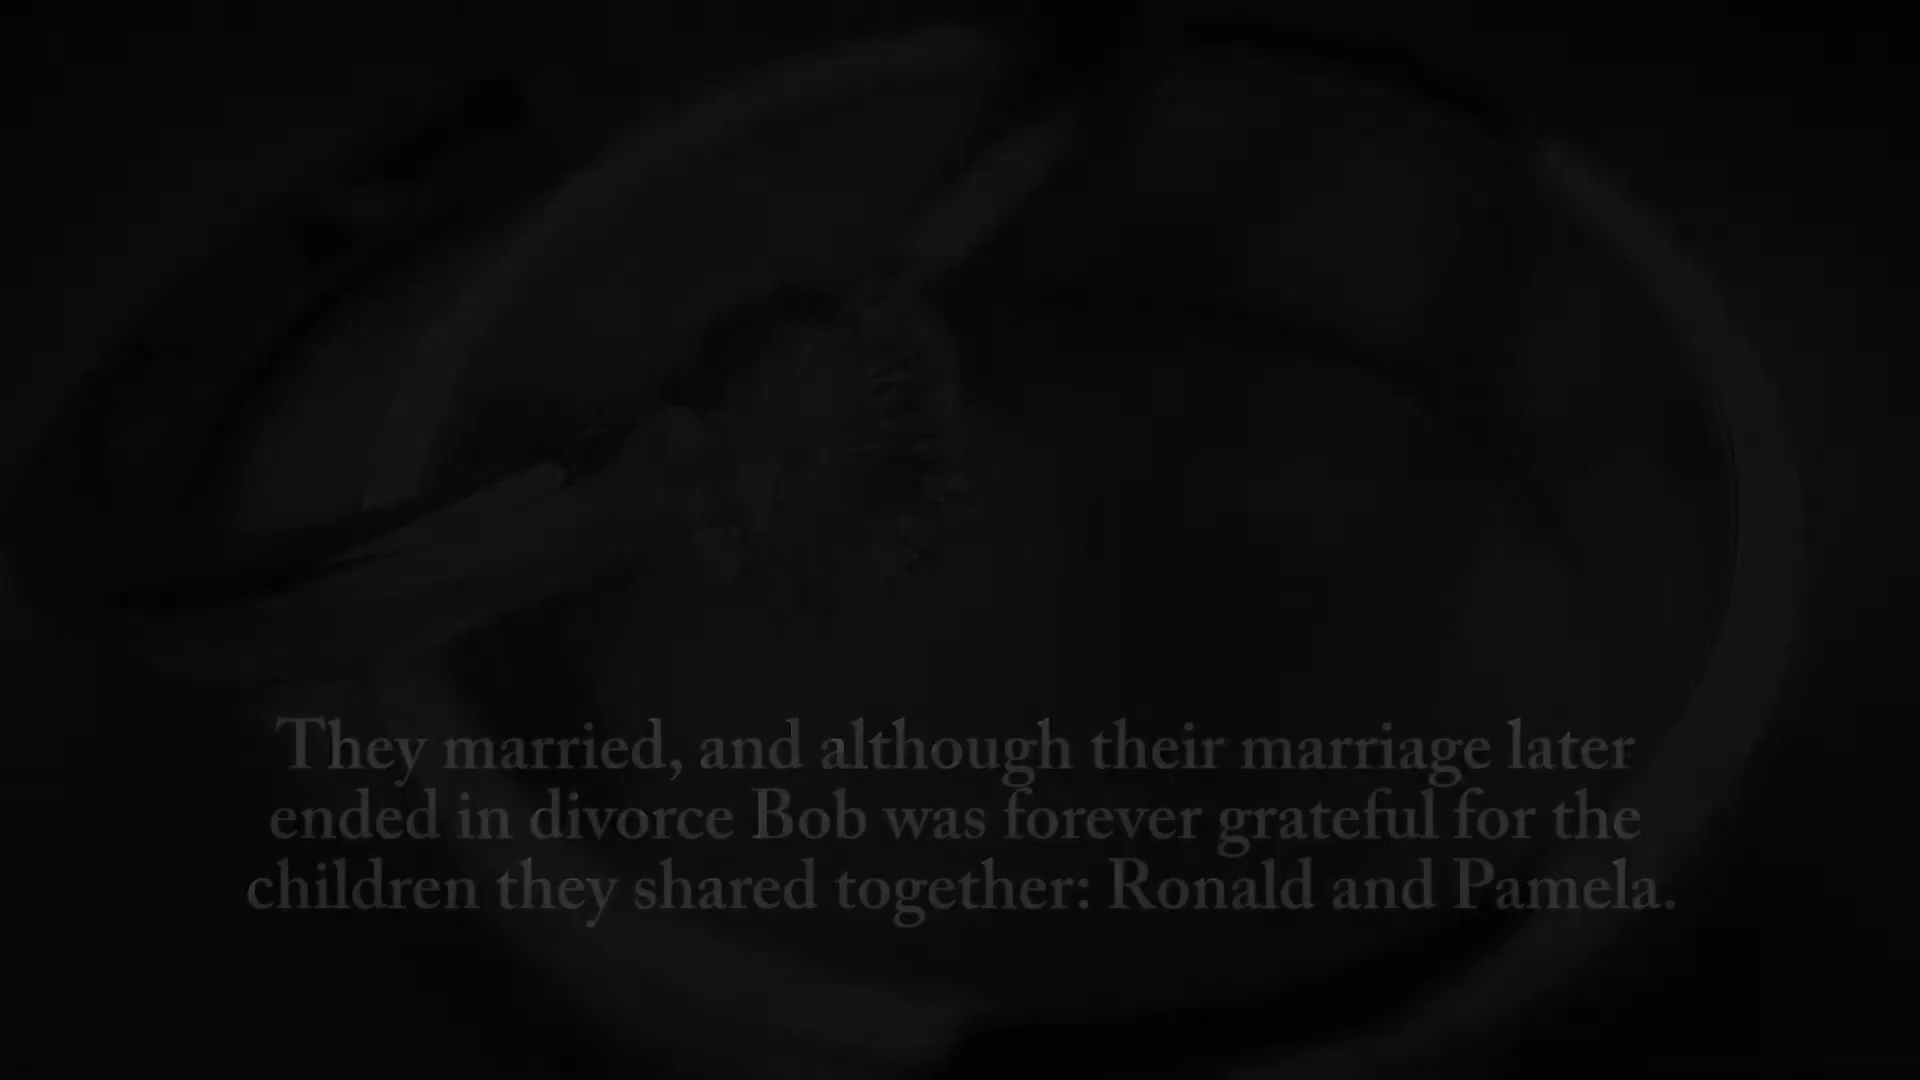 They married, and although their marriage later
ended in divorce Bob was forever grateful for the
children they shared together: Ronald and Pamela.